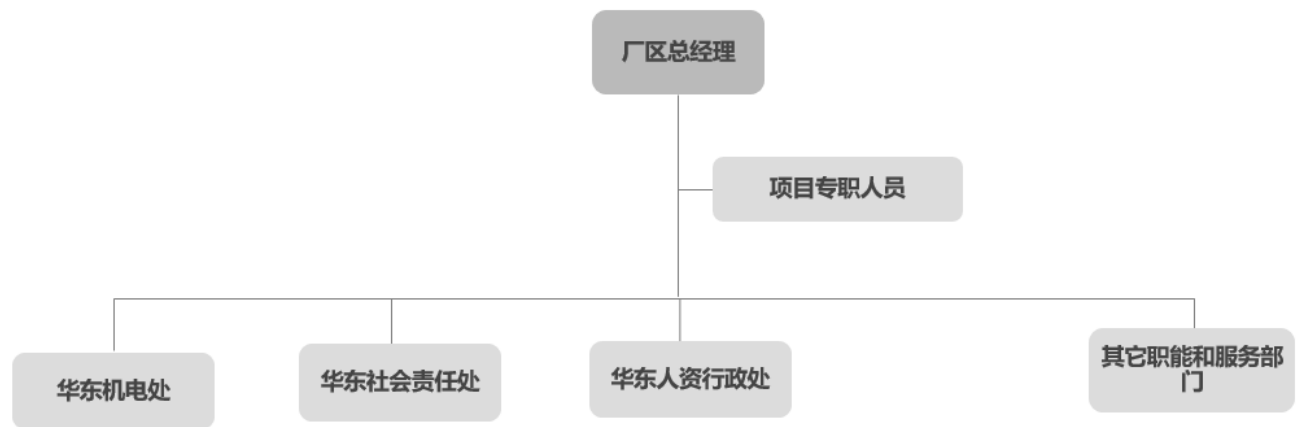 厂区总经理
项目专职人员
华东机电处
华东社会责任处
华东人资行政处
其它职能和服务部
门